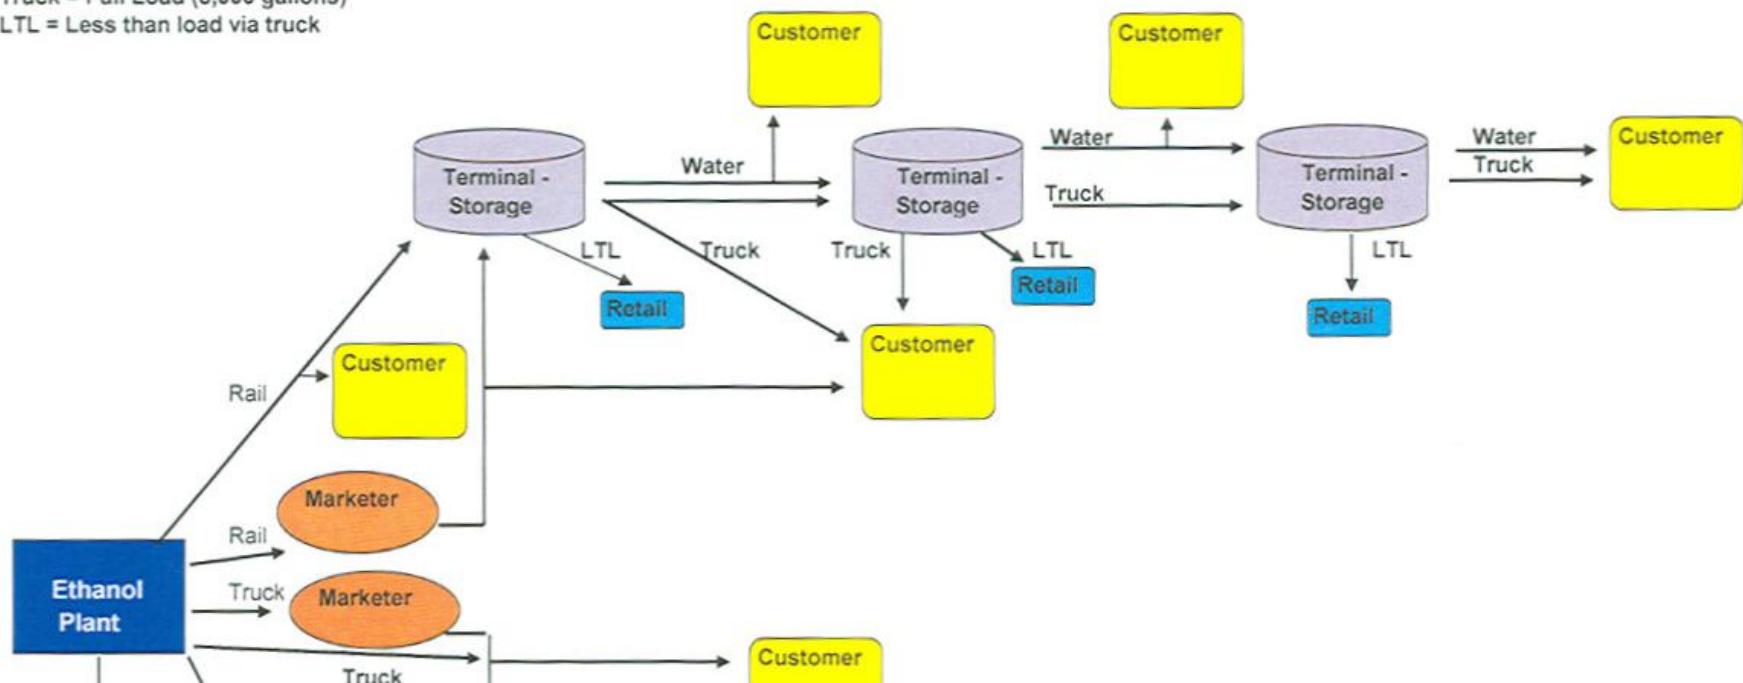 LTL = Less than load via truck
Customer
Customer
Water
Water
Customer
Terminal -
Storage
Water
Terminal -
Storage
Truck
Terminal -
Storage
Truck
LTL
Truck
Truck
LTL
LTL
Retail
Retail
Retail
Customer
Customer
Rail
Marketer
Rail
Ethanol
Plant
Truck
Marketer
Customer
Truck